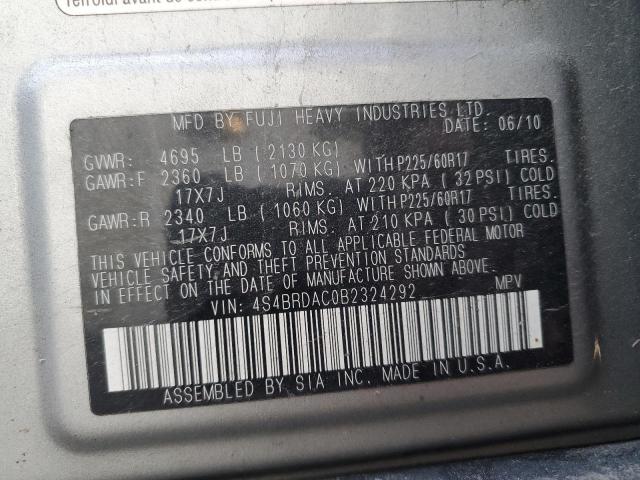 MFD BY FUJI HEAVY INDUSTRIES LTD.
DATE: 06/10
GVWR: 4695 LB ( 2130 KG)
GAWR:F 2360 LB ( 1070 KG) WITH P225/60R17 TIRES.
17X7J RIMS. AT 220 KPA ( 32 PSI) COLD
GAWR:R 2340 LB ( 1060 KG) WITH P225/60R17 TIRES.
17X7J RIMS. AT 210 KPA ( 30 PSI) COLD
THIS VEHICLE CONFORMS TO ALL APPLICABLE FEDERAL MOTOR
VEHICLE SAFETY, AND THEFT PREVENTION STANDARDS
IN EFFECT ON THE DATE OF MANUFACTURE SHOWN ABOVE.
VIN: 4S4BRDAC0B2324292 MPV
ASSEMBLED BY SIA INC. MADE IN U.S.A.